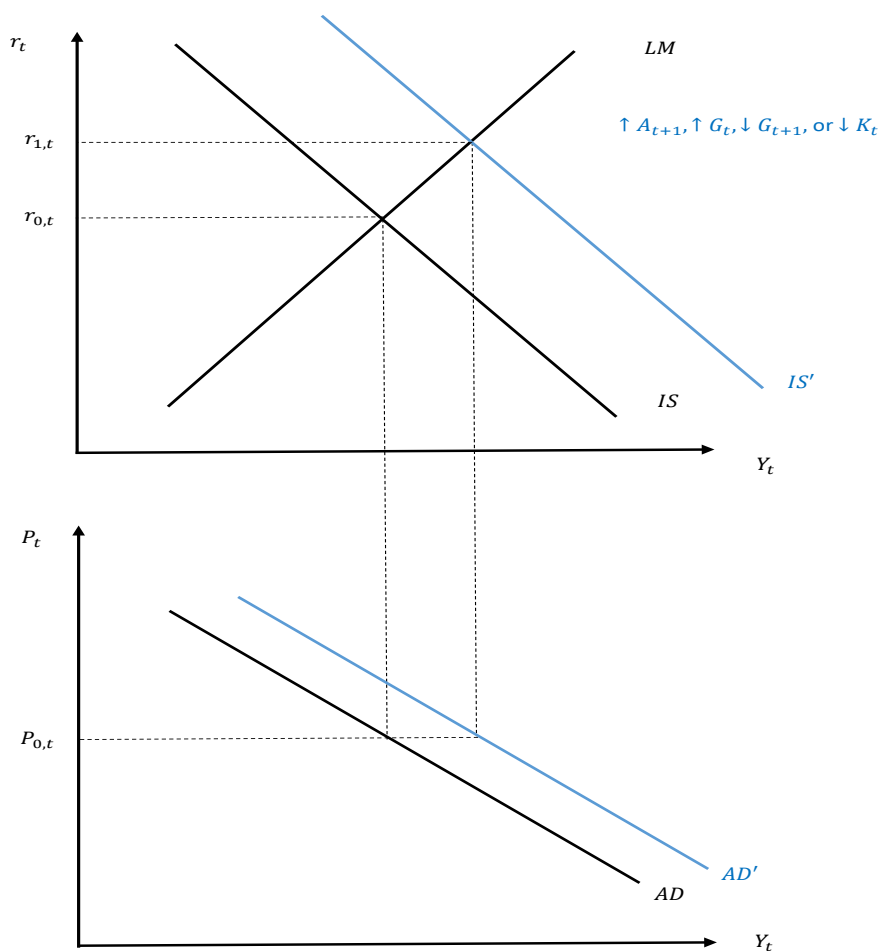 r_t
LM
↑ A_{t+1}, ↑ G_t, ↓ G_{t+1}, or ↓ K_t
r_{1,t}
r_{0,t}
IS′
IS
Y_t
P_t
P_{0,t}
AD′
AD
Y_t